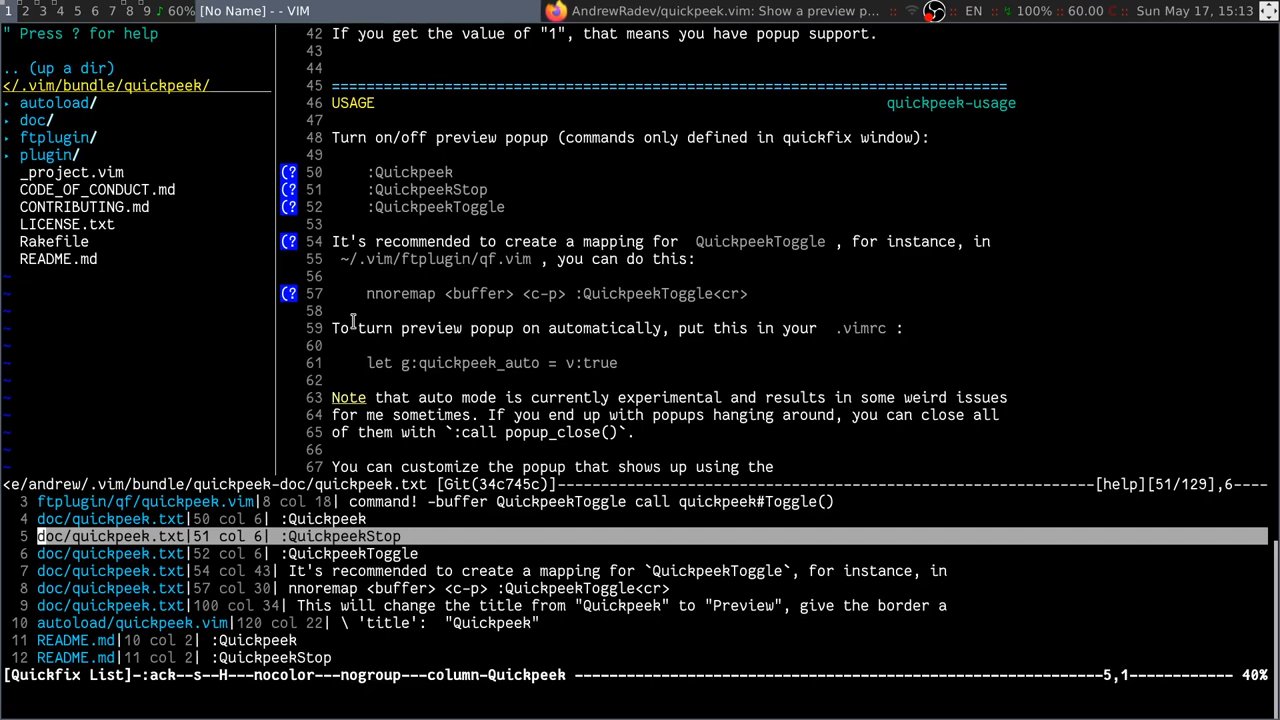 1 2 3 4 5 6 7 8 9 ♪60% [No Name] - VIM AndrewRadev/quickpeek.vim: Show a preview p... :: :: EN :: 100% :: 60.00 :: Sun May 17, 15:13
" Press ? for help
.. (up a dir)
</.vim/bundle/quickpeek/
▸ autoload/
▸ doc/
▸ ftplugin/
▸ plugin/
_project.vim
CODE_OF_CONDUCT.md
CONTRIBUTING.md
LICENSE.txt
Rakefile
README.md
~
~
~
~
~
~
~
~
~
~
~
~
42 If you get the value of "1", that means you have popup support.
43
44
45 ==============================================================================
46 USAGE quickpeek-usage
47
48 Turn on/off preview popup (commands only defined in quickfix window):
49
(? 50 :Quickpeek
(? 51 :QuickpeekStop
(? 52 :QuickpeekToggle
53
(? 54 It's recommended to create a mapping for QuickpeekToggle , for instance, in
55 ~/.vim/ftplugin/qf.vim , you can do this:
56
(? 57 nnoremap <buffer> <c-p> :QuickpeekToggle<cr>
58
59 To turn preview popup on automatically, put this in your .vimrc :
60
61 let g:quickpeek_auto = v:true
62
63 Note that auto mode is currently experimental and results in some weird issues
64 for me sometimes. If you end up with popups hanging around, you can close all
65 of them with `:call popup_close()`.
66
67 You can customize the popup that shows up using the
<e/andrew/.vim/bundle/quickpeek-doc/quickpeek.txt [Git(34c745c)]--------------------------------------------------------------------------[help][51/129],6----
3 ftplugin/qf/quickpeek.vim|8 col 18| command! -buffer QuickpeekToggle call quickpeek#Toggle()
4 doc/quickpeek.txt|50 col 6| :Quickpeek
5 doc/quickpeek.txt|51 col 6| :QuickpeekStop
6 doc/quickpeek.txt|52 col 6| :QuickpeekToggle
7 doc/quickpeek.txt|54 col 43| It's recommended to create a mapping for `QuickpeekToggle`, for instance, in
8 doc/quickpeek.txt|57 col 30| nnoremap <buffer> <c-p> :QuickpeekToggle<cr>
9 doc/quickpeek.txt|100 col 34| This will change the title from "Quickpeek" to "Preview", give the border a
10 autoload/quickpeek.vim|120 col 22| \ 'title': "Quickpeek"
11 README.md|10 col 2| :Quickpeek
12 README.md|11 col 2| :QuickpeekStop
[Quickfix List]-:ack--s--H---nocolor---nogroup---column-Quickpeek -------------------------------------------------------------5,1------------ 40%